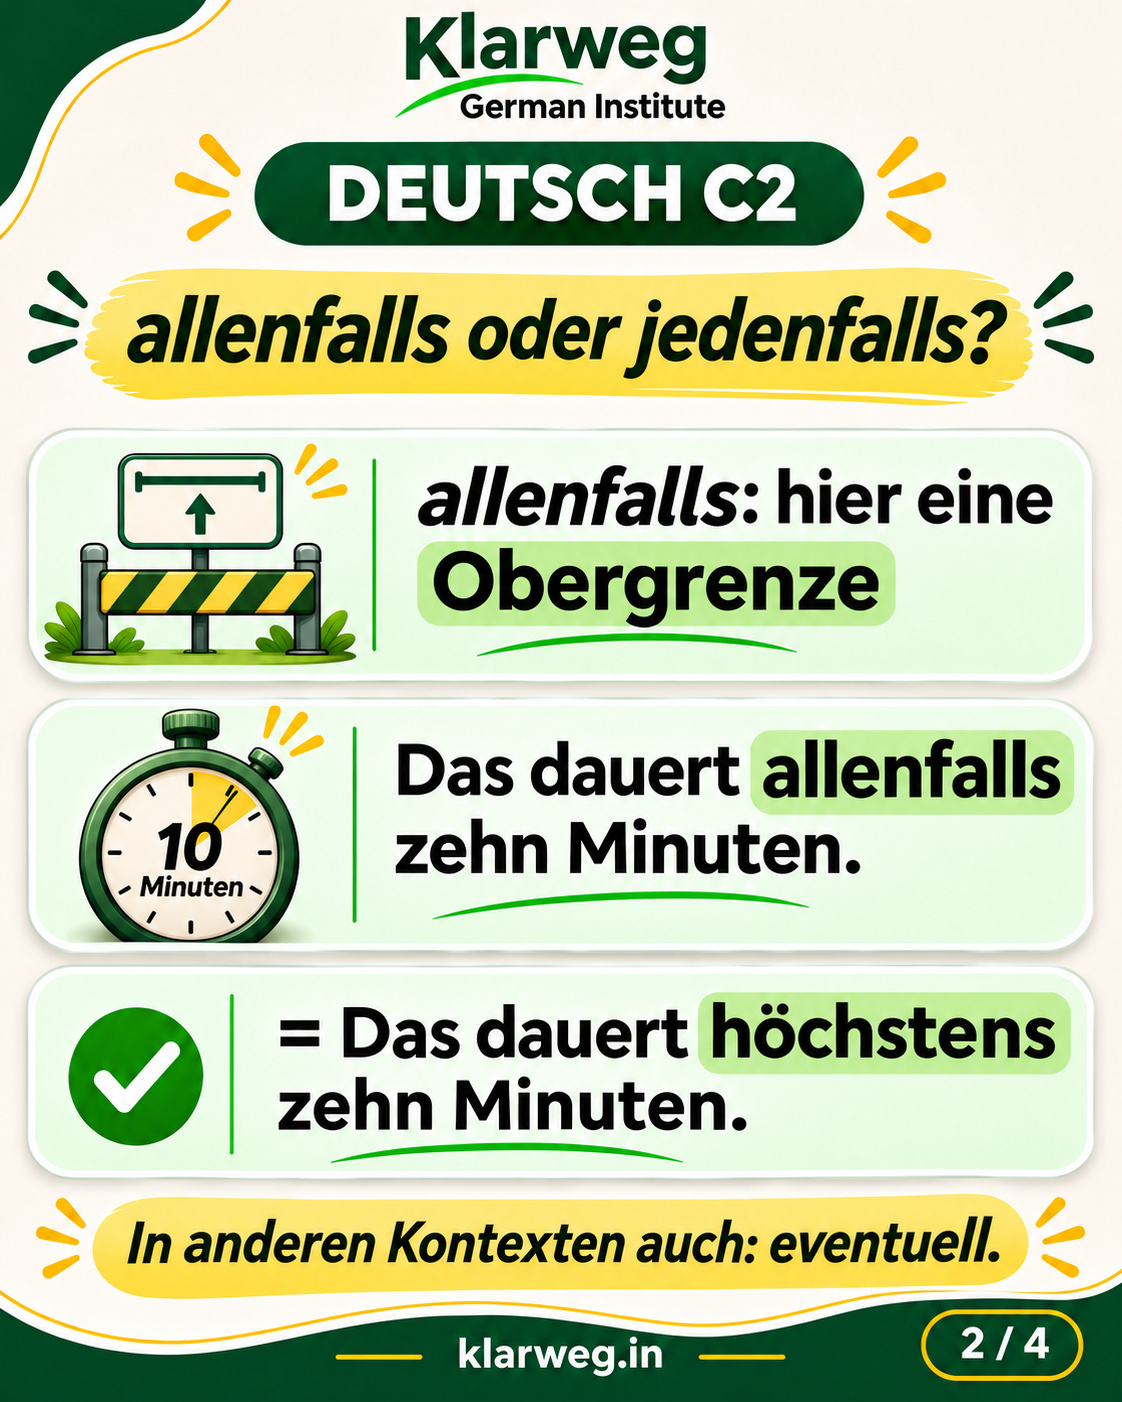 Klarweg
German Institute
DEUTSCH C2
allenfalls oder jedenfalls?
allenfalls: hier eine
Obergrenze
10
Minuten
Das dauert allenfalls
zehn Minuten.
= Das dauert höchstens
zehn Minuten.
In anderen Kontexten auch: eventuell.
klarweg.in
2 / 4